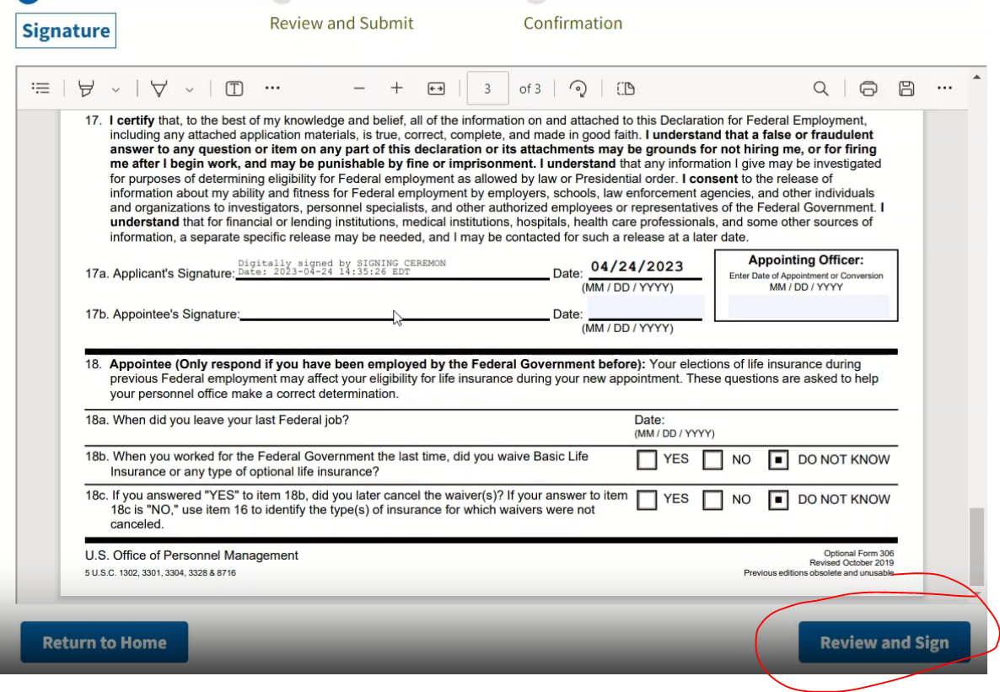 Signature
Review and Submit
Confirmation
3 of 3
17. I certify that, to the best of my knowledge and belief, all of the information on and attached to this Declaration for Federal Employment,
including any attached application materials, is true, correct, complete, and made in good faith. I understand that a false or fraudulent
answer to any question or item on any part of this declaration or its attachments may be grounds for not hiring me, or for firing
me after I begin work, and may be punishable by fine or imprisonment. I understand that any information I give may be investigated
for purposes of determining eligibility for Federal employment as allowed by law or Presidential order. I consent to the release of
information about my ability and fitness for Federal employment by employers, schools, law enforcement agencies, and other individuals
and organizations to investigators, personnel specialists, and other authorized employees or representatives of the Federal Government. I
understand that for financial or lending institutions, medical institutions, hospitals, health care professionals, and some other sources of
information, a separate specific release may be needed, and I may be contacted for such a release at a later date.
Digitally signed by SIGNING CEREMON
17a. Applicant's Signature: Date: 2023-04-24 14:35:26 EDT
Date: 04/24/2023
(MM / DD / YYYY)
Appointing Officer:
Enter Date of Appointment or Conversion
MM / DD / YYYY
17b. Appointee's Signature:
Date:
(MM / DD / YYYY)
18. Appointee (Only respond if you have been employed by the Federal Government before): Your elections of life insurance during
previous Federal employment may affect your eligibility for life insurance during your new appointment. These questions are asked to help
your personnel office make a correct determination.
18a. When did you leave your last Federal job?
Date:
(MM / DD / YYYY)
18b. When you worked for the Federal Government the last time, did you waive Basic Life
Insurance or any type of optional life insurance?
YES NO DO NOT KNOW
18c. If you answered "YES" to item 18b, did you later cancel the waiver(s)? If your answer to item
18c is "NO," use item 16 to identify the type(s) of insurance for which waivers were not
canceled.
YES NO DO NOT KNOW
U.S. Office of Personnel Management
5 U.S.C. 1302, 3301, 3304, 3328 & 8716
Optional Form 306
Revised October 2019
Previous editions obsolete and unusable
Return to Home
Review and Sign